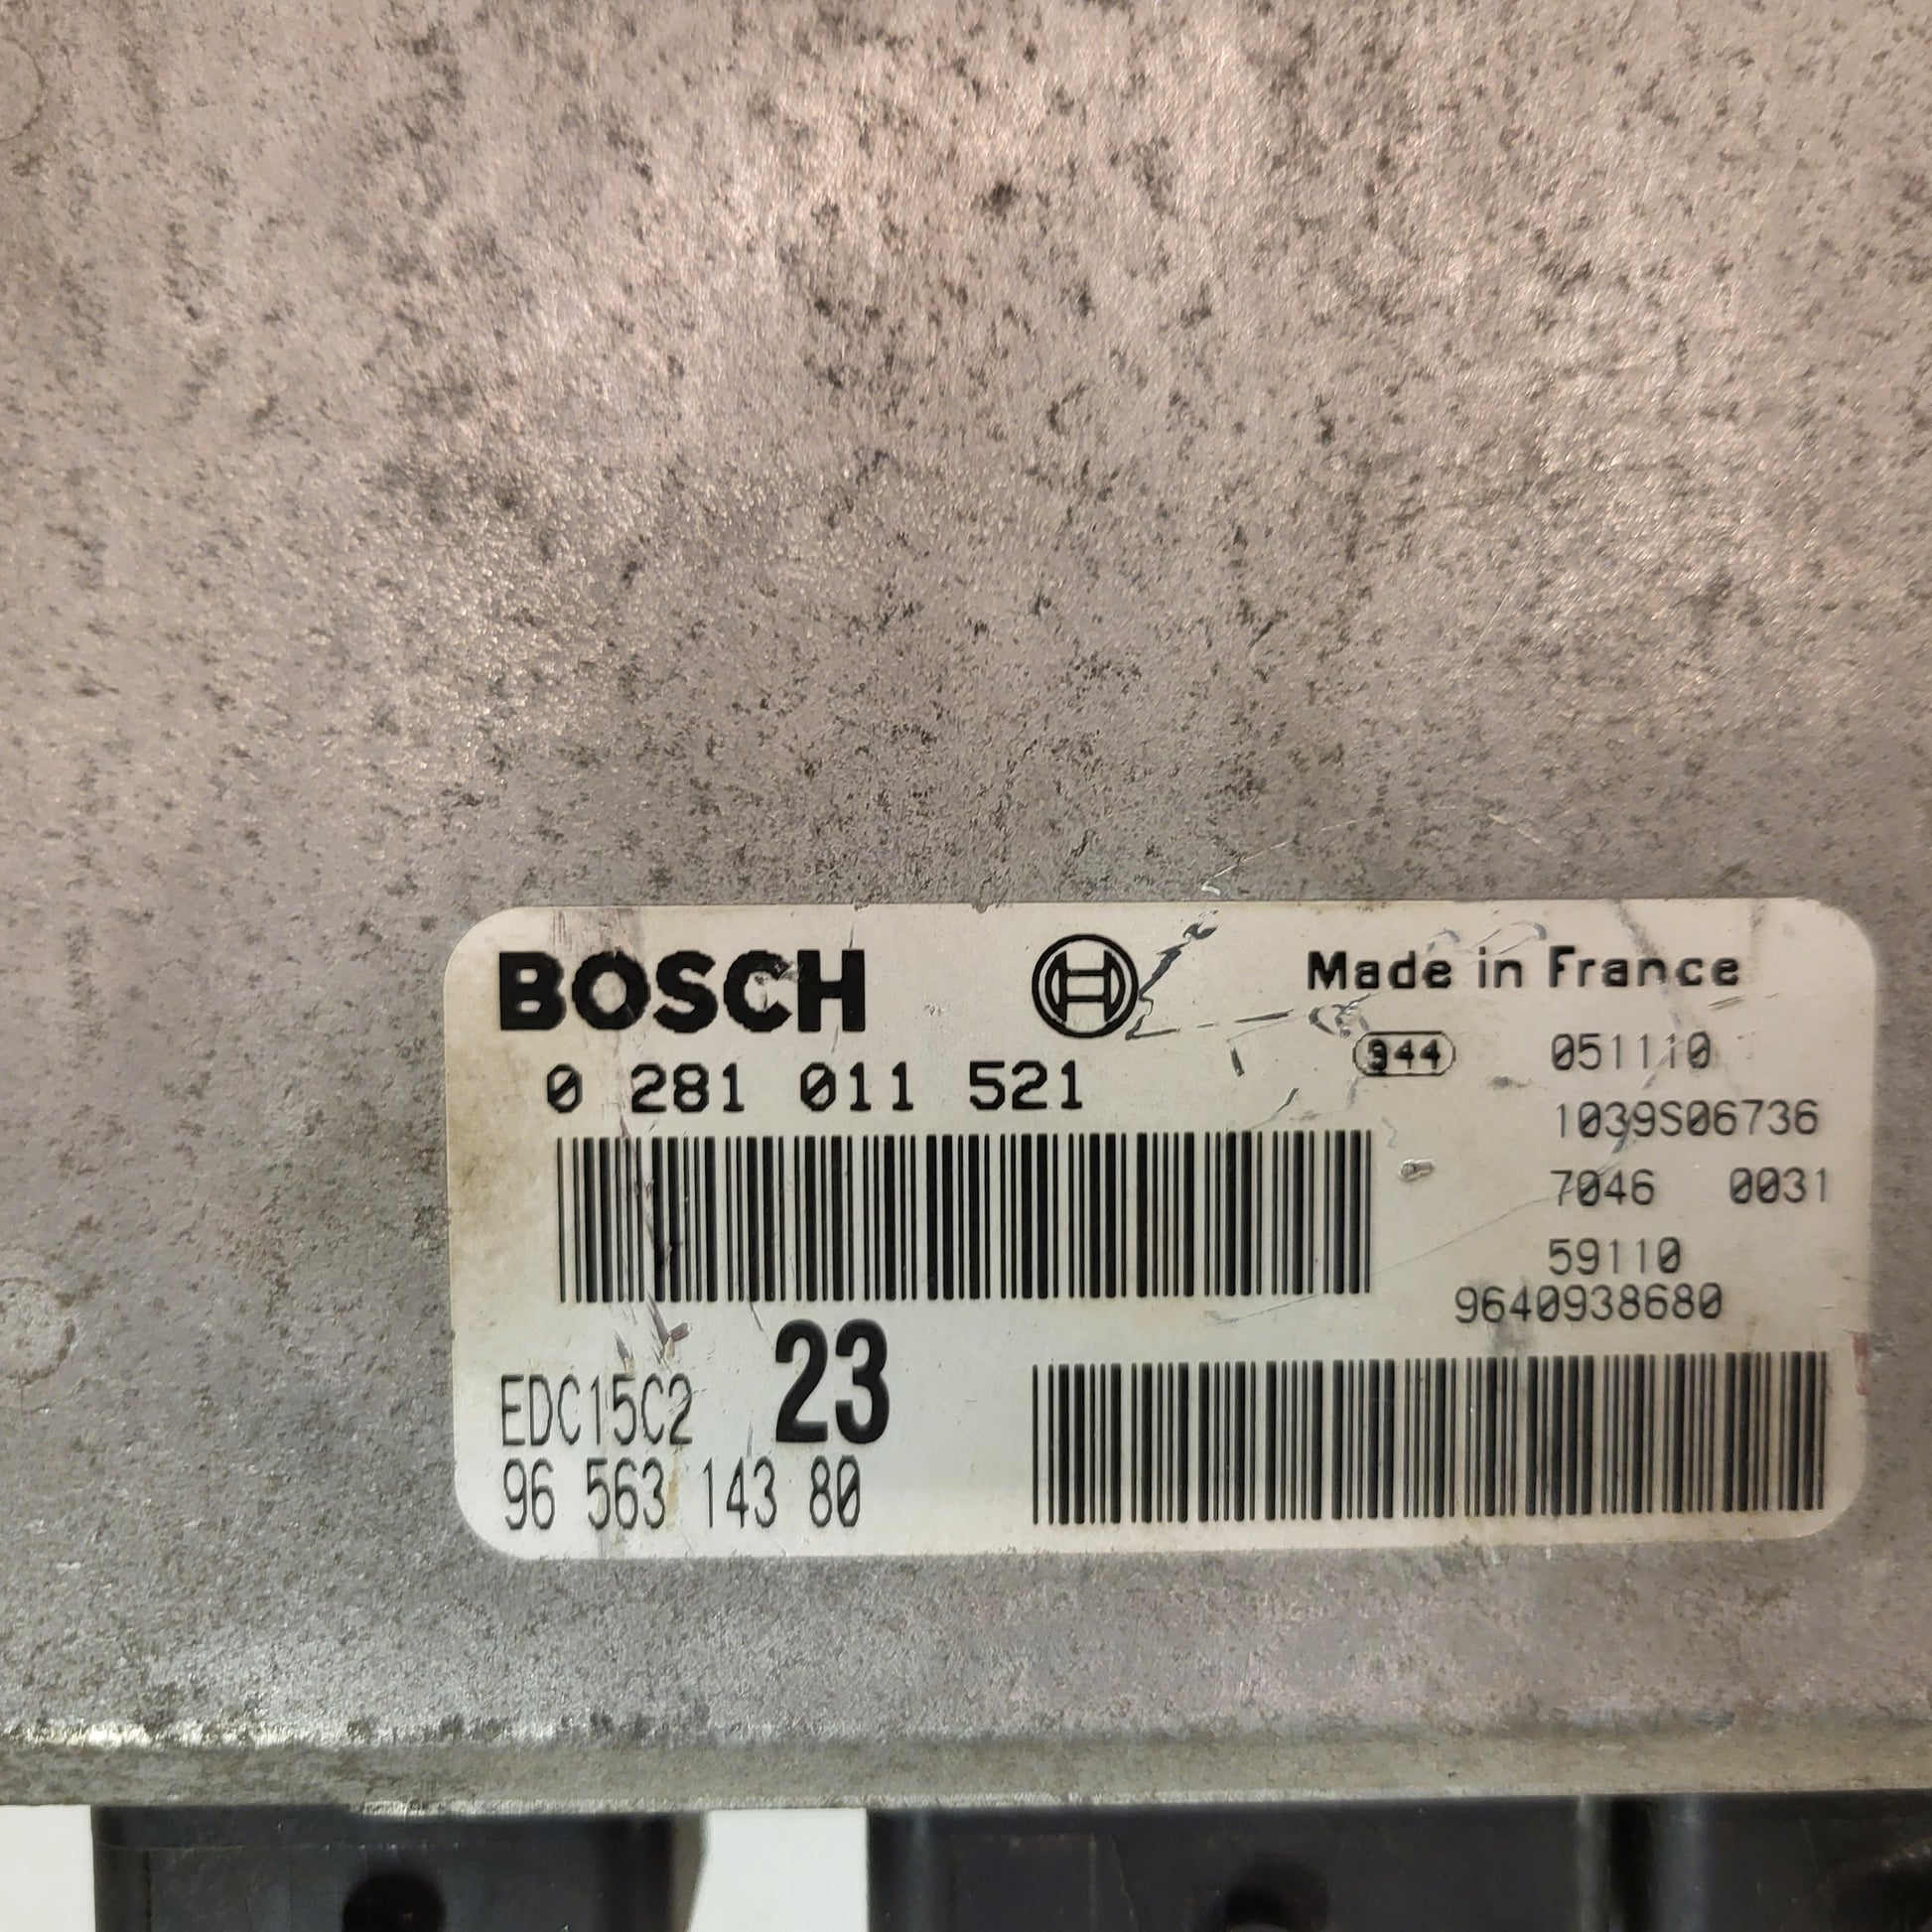 BOSCH
Made in France
0 281 011 521
944
051110
1039S06736
7046 0031
59110
9640938680
EDC15C2 23
96 563 143 80